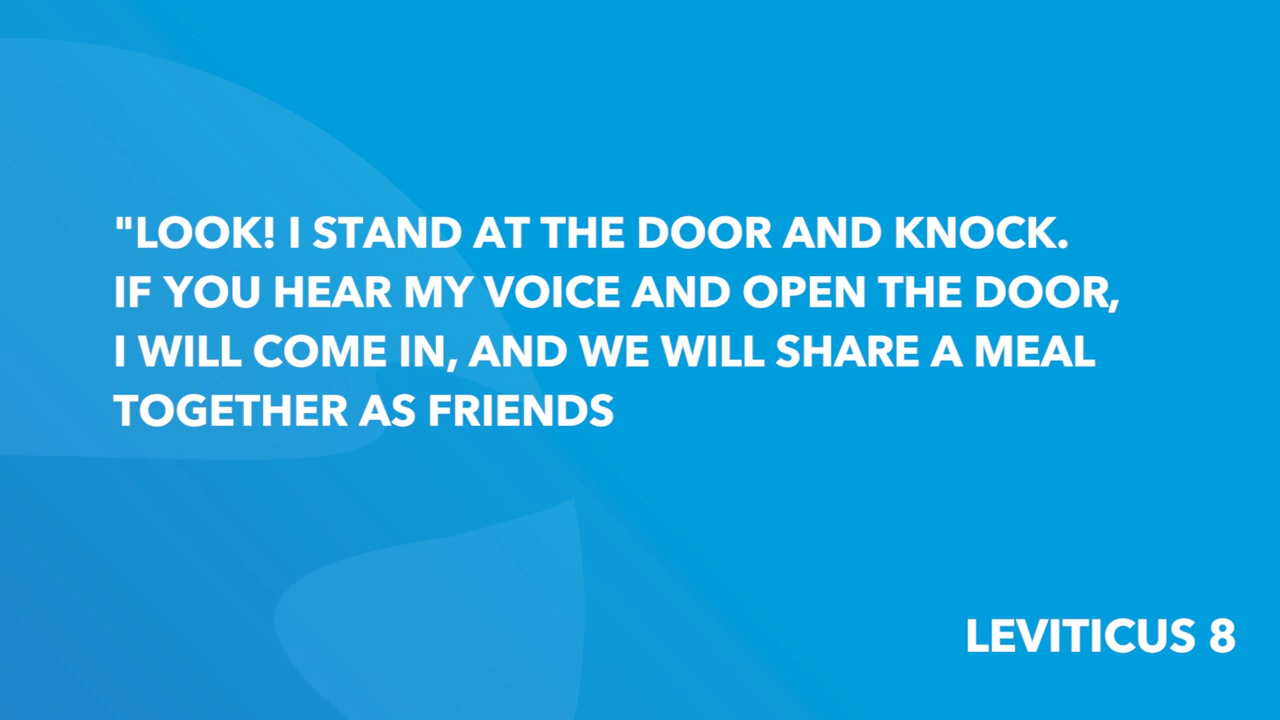 "LOOK! I STAND AT THE DOOR AND KNOCK.
IF YOU HEAR MY VOICE AND OPEN THE DOOR,
I WILL COME IN, AND WE WILL SHARE A MEAL
TOGETHER AS FRIENDS
LEVITICUS 8